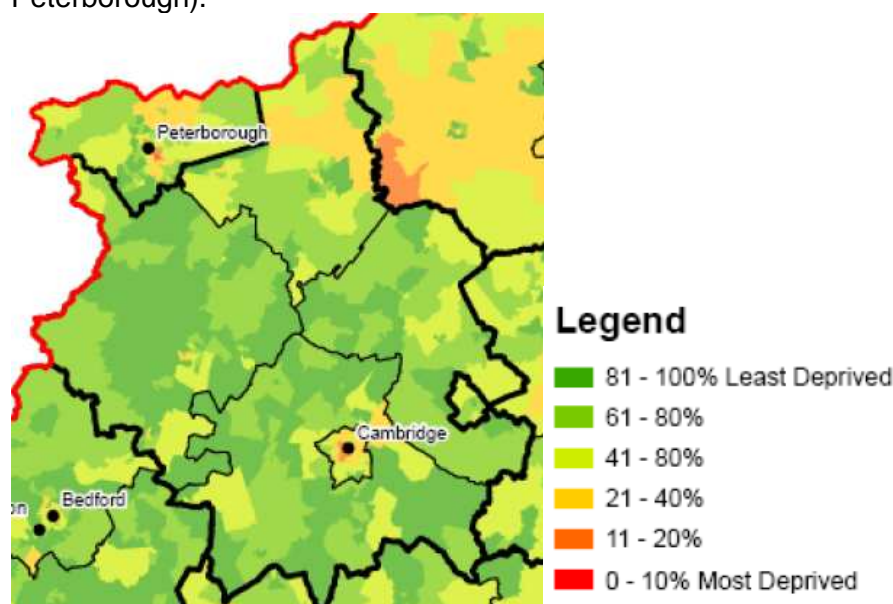 Peterborough).
Peterborough
Cambridge
Bedford
on
Legend
81 - 100% Least Deprived
61 - 80%
41 - 80%
21 - 40%
11 - 20%
0 - 10% Most Deprived